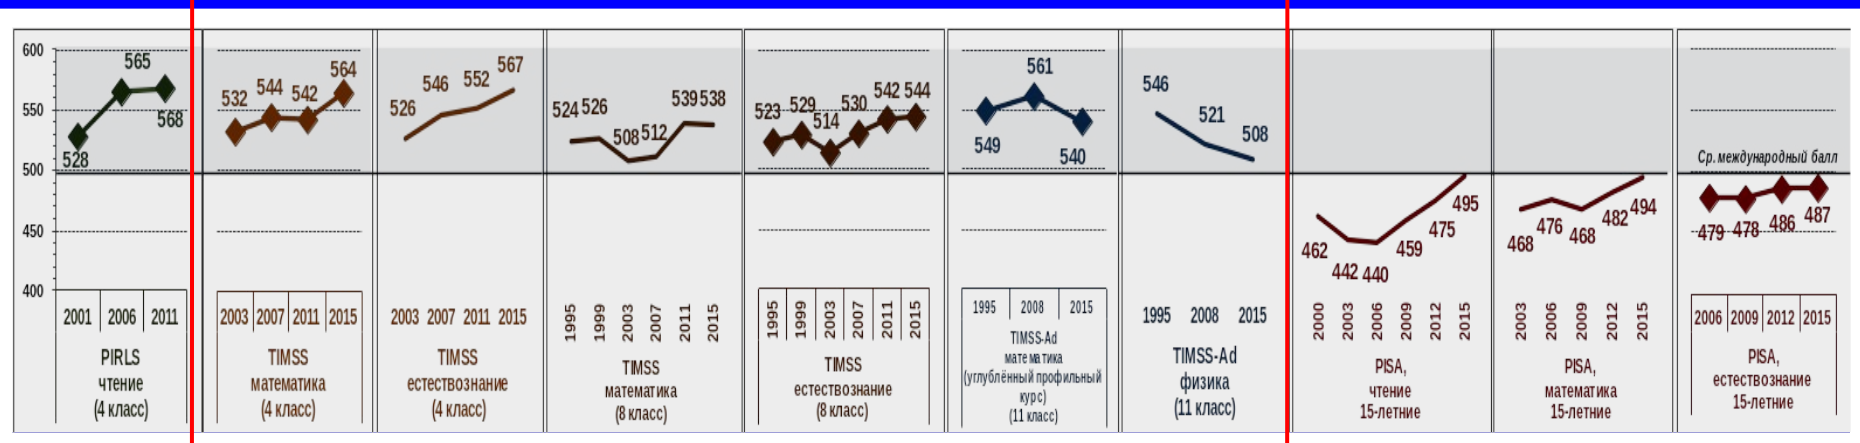 600
550
500
450
400
528
565
568
2001 2006 2011
PIRLS
чтение
(4 класс)
532
544
542
564
2003 2007 2011 2015
TIMSS
математика
(4 класс)
526
546
552
567
2003 2007 2011 2015
TIMSS
естествознание
(4 класс)
524 526
508 512
539 538
1995 1999 2003 2007 2011 2015
TIMSS
математика
(8 класс)
523
529
514
530
542 544
1995 1999 2003 2007 2011 2015
TIMSS
естествознание
(8 класс)
549
561
540
1995 2008 2015
TIMSS-Ad
математика
(углублённый профильный
курс)
(11 класс)
546
521
508
1995 2008 2015
TIMSS-Ad
физика
(11 класс)
462
442 440
459
475
495
2000 2003 2006 2009 2012 2015
PISA,
чтение
15-летние
468
476
468
482 494
2003 2006 2009 2012 2015
PISA,
математика
15-летние
Ср. международный балл
479 478 486 487
2006 2009 2012 2015
PISA,
естествознание
15-летние